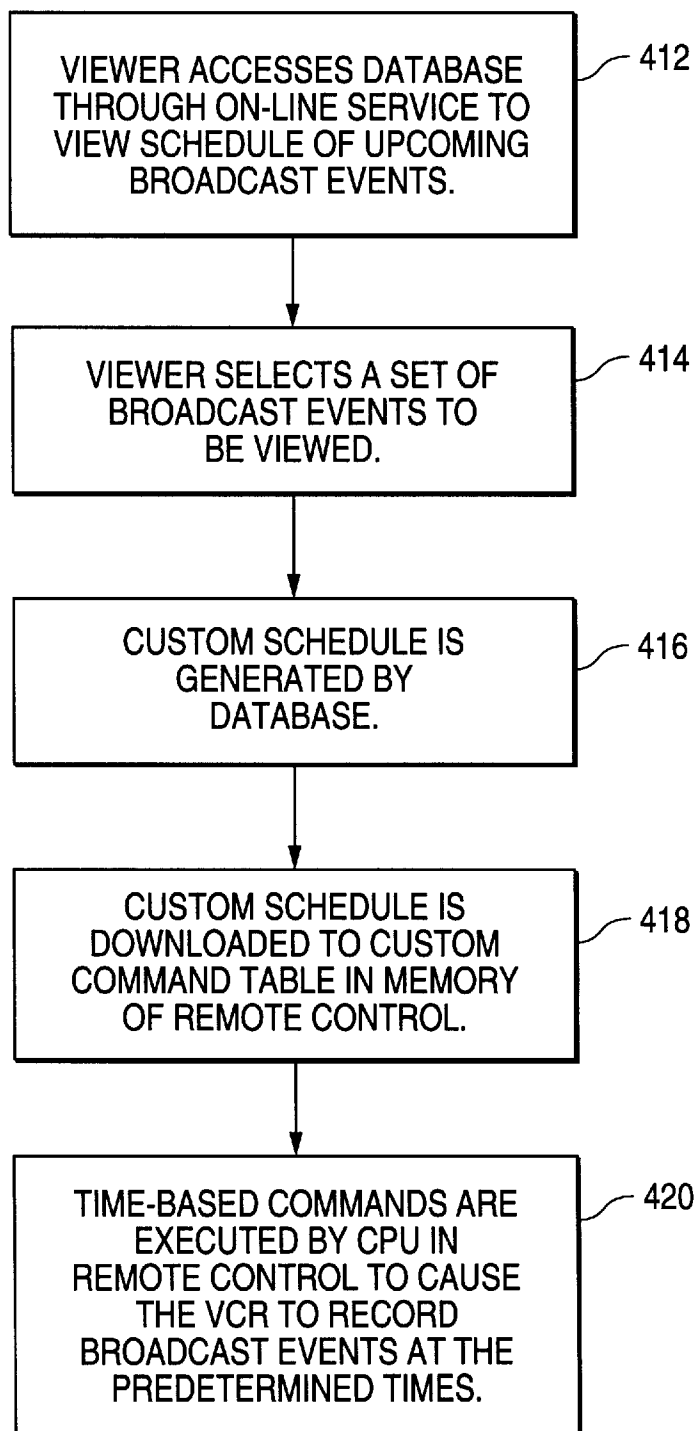 VIEWER ACCESSES DATABASE
THROUGH ON-LINE SERVICE TO
VIEW SCHEDULE OF UPCOMING
BROADCAST EVENTS.
412
VIEWER SELECTS A SET OF
BROADCAST EVENTS TO
BE VIEWED.
414
CUSTOM SCHEDULE IS
GENERATED BY
DATABASE.
416
CUSTOM SCHEDULE IS
DOWNLOADED TO CUSTOM
COMMAND TABLE IN MEMORY
OF REMOTE CONTROL.
418
TIME-BASED COMMANDS ARE
EXECUTED BY CPU IN
REMOTE CONTROL TO CAUSE
THE VCR TO RECORD
BROADCAST EVENTS AT THE
PREDETERMINED TIMES.
420